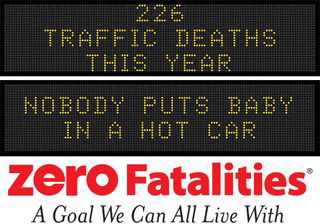 226
TRAFFIC DEATHS
THIS YEAR
NOBODY PUTS BABY
IN A HOT CAR
zero Fatalities®
A Goal We Can All Live With